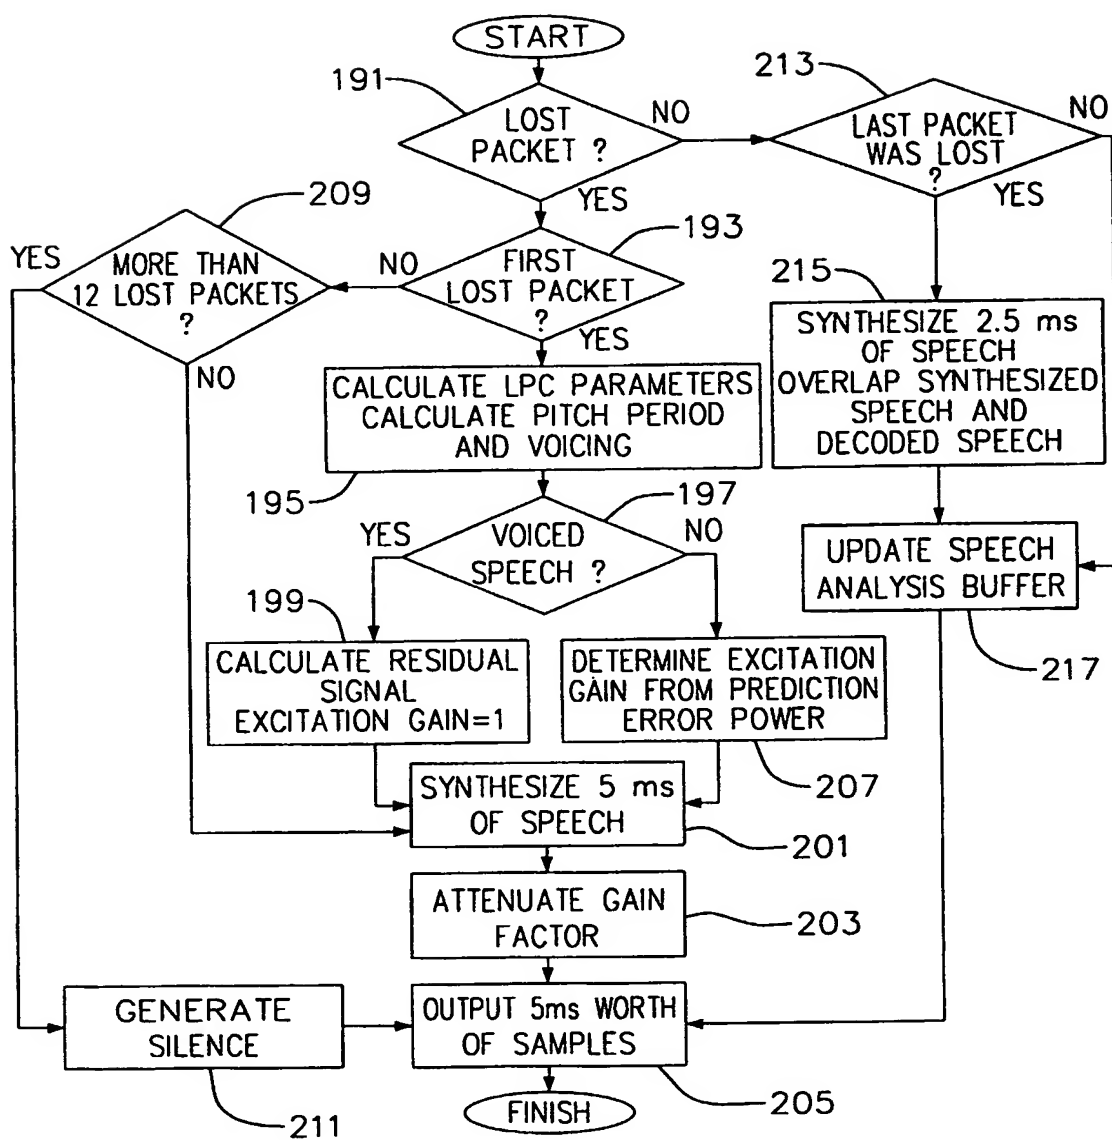 START
191
LOST
PACKET ?
NO
YES
213
LAST PACKET
WAS LOST
?
NO
YES
209
MORE THAN
12 LOST PACKETS
?
YES
NO
193
FIRST
LOST PACKET
?
NO
YES
215
SYNTHESIZE 2.5 ms
OF SPEECH
OVERLAP SYNTHESIZED
SPEECH AND
DECODED SPEECH
CALCULATE LPC PARAMETERS
CALCULATE PITCH PERIOD
AND VOICING
195
197
VOICED
SPEECH ?
YES
NO
UPDATE SPEECH
ANALYSIS BUFFER
217
199
CALCULATE RESIDUAL
SIGNAL
EXCITATION GAIN=1
DETERMINE EXCITATION
GAIN FROM PREDICTION
ERROR POWER
207
SYNTHESIZE 5 ms
OF SPEECH
201
ATTENUATE GAIN
FACTOR
203
GENERATE
SILENCE
211
OUTPUT 5ms WORTH
OF SAMPLES
205
FINISH